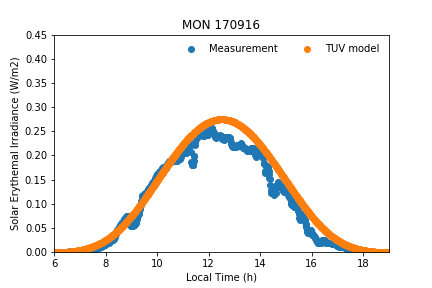 MON 170916
Measurement TUV model
Solar Erythemal Irradiance (W/m2)
0.45
0.40
0.35
0.30
0.25
0.20
0.15
0.10
0.05
0.00
6 8 10 12 14 16 18
Local Time (h)